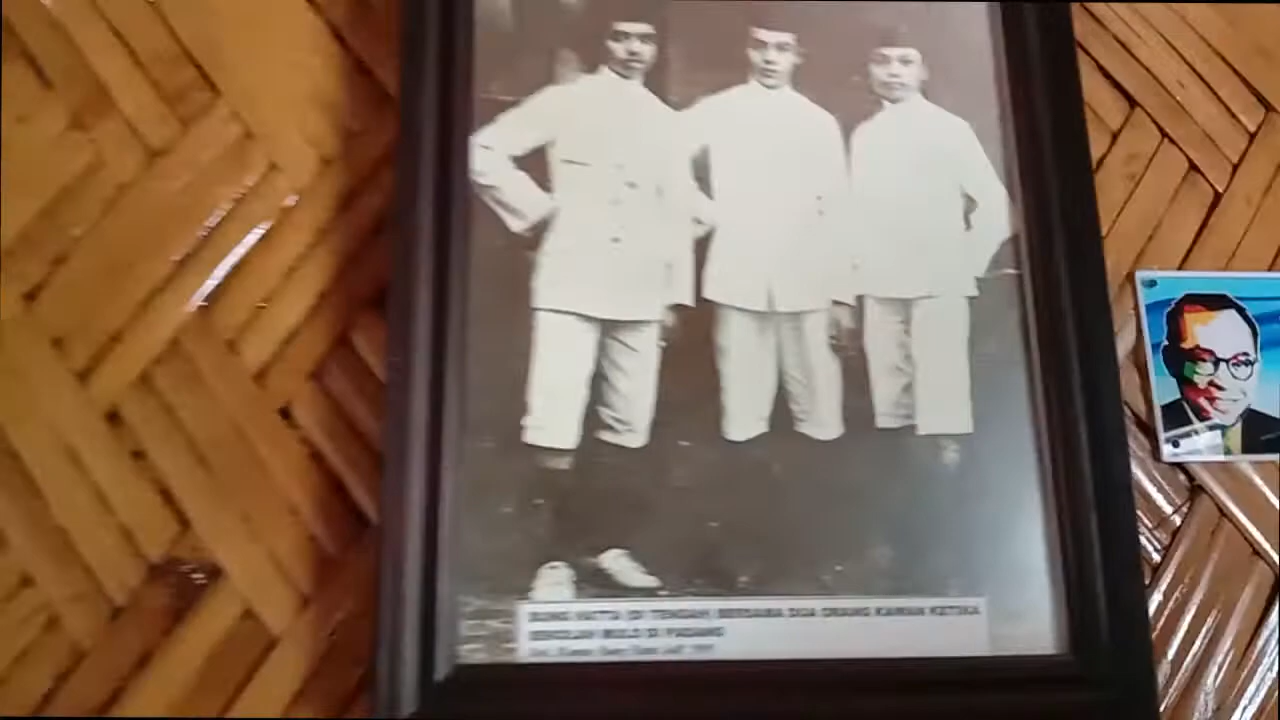 BUNG HATTA (DI TENGAH) BERSAMA DUA ORANG KAWAN KETIKA
SEKOLAH MULO DI PADANG